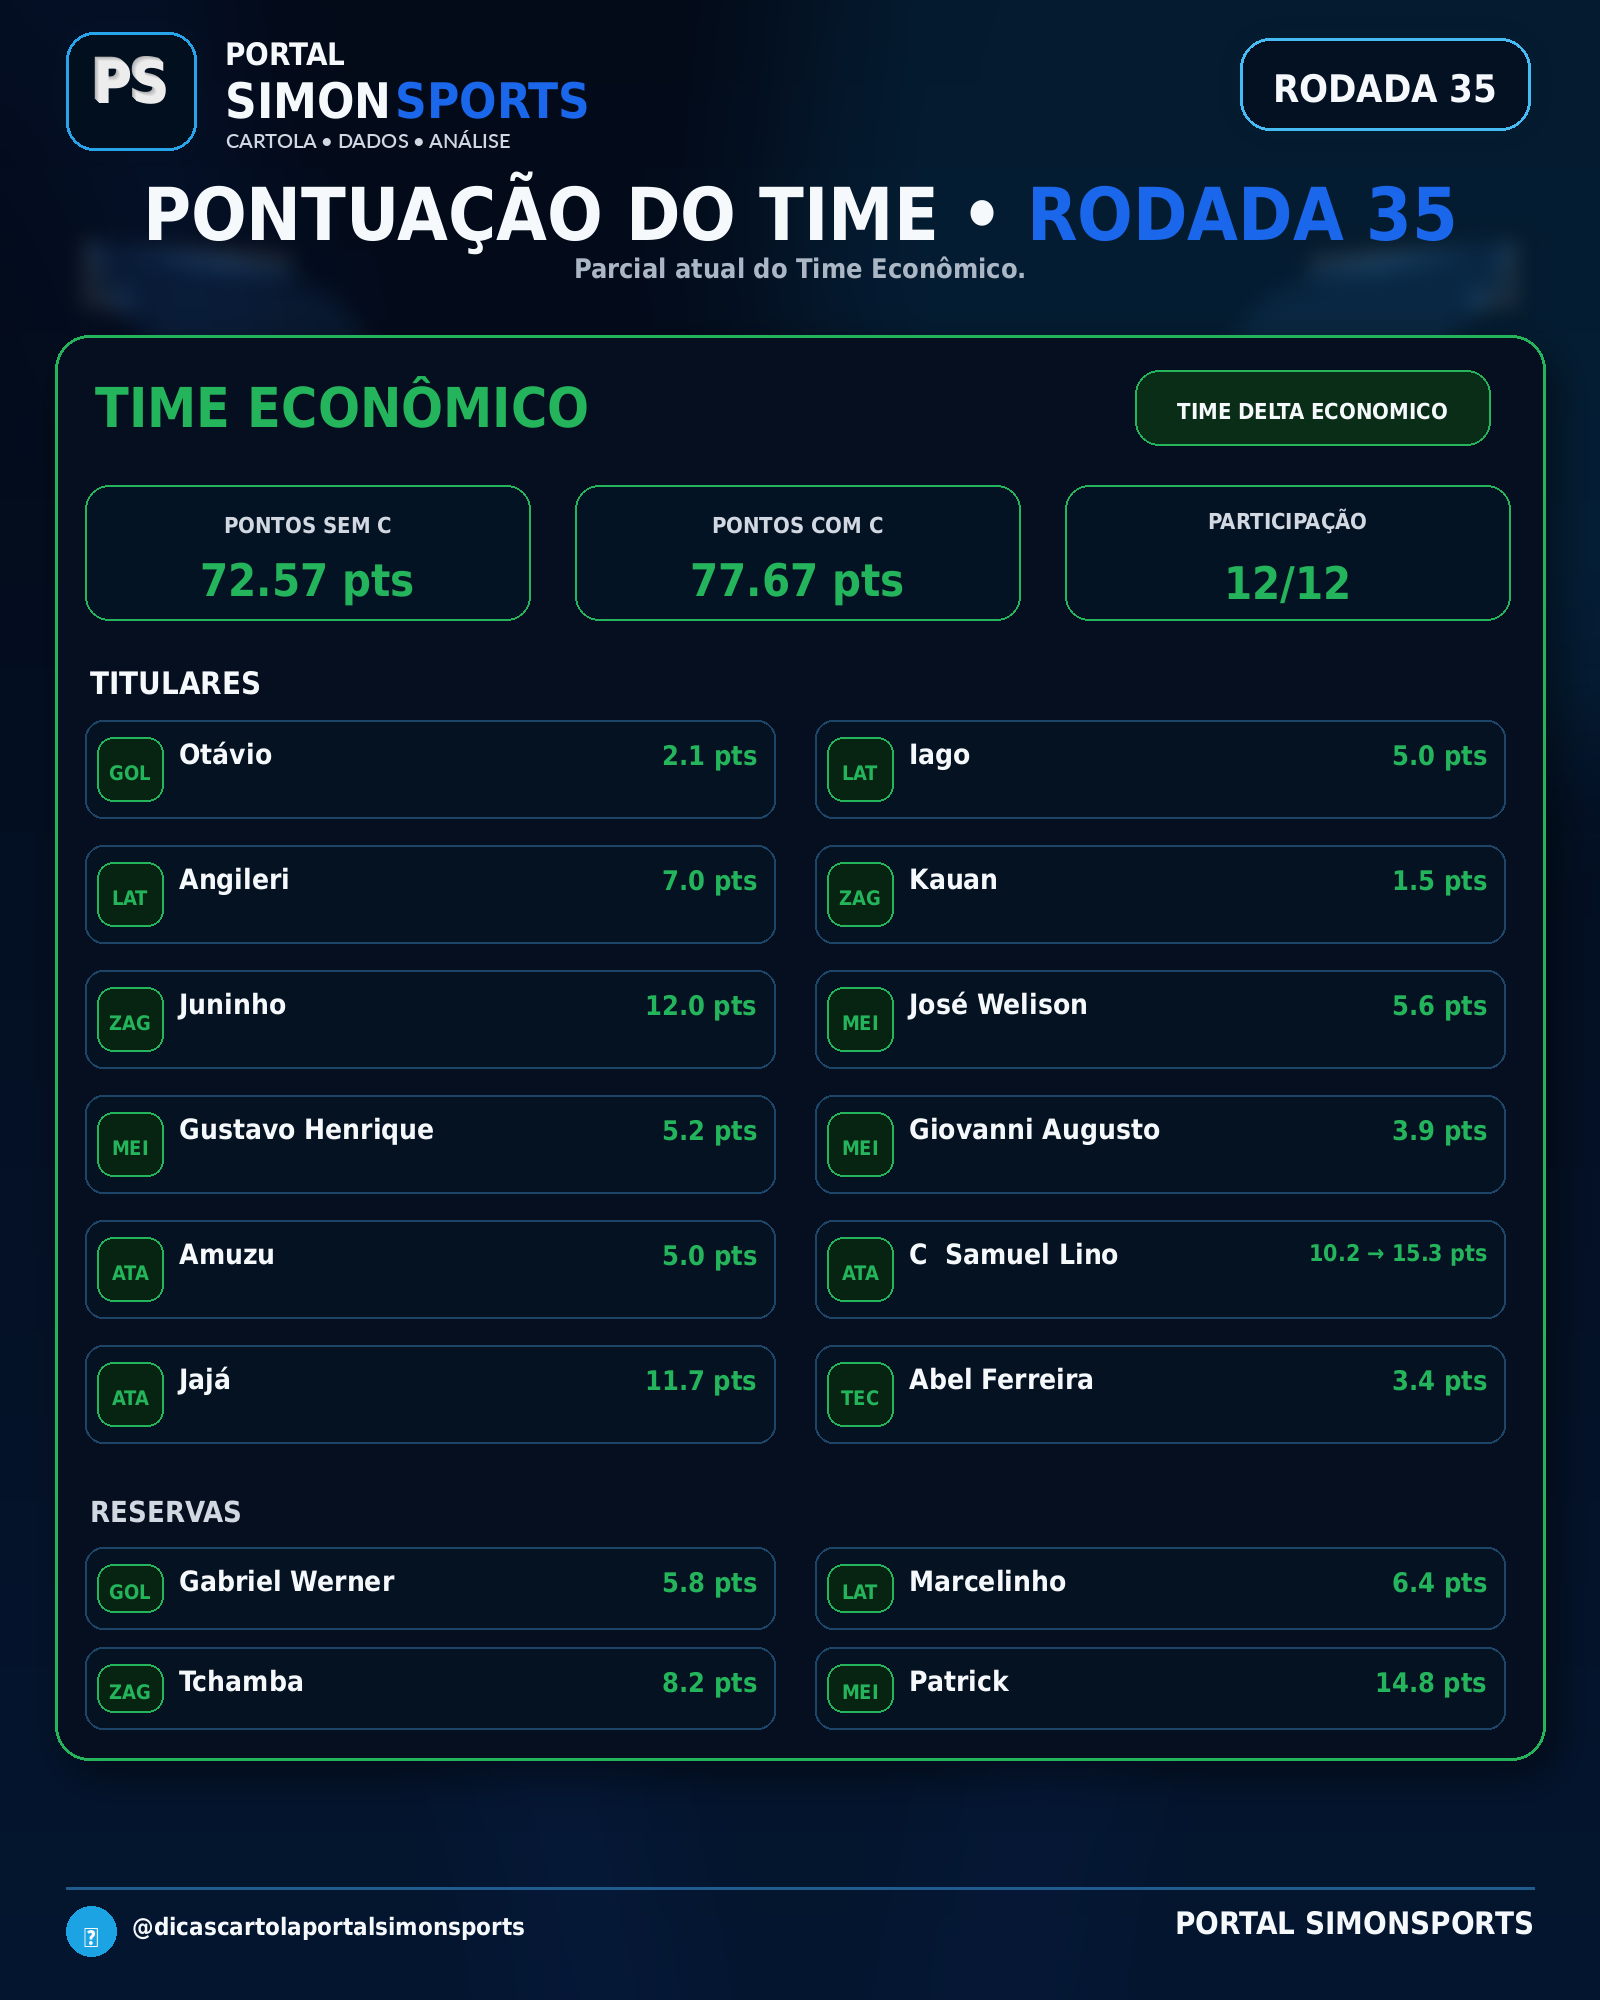 PS
PORTAL
SIMONSPORTS
CARTOLA • DADOS • ANÁLISE
RODADA 35
PONTUAÇÃO DO TIME • RODADA 35
Parcial atual do Time Econômico.
TIME ECONÔMICO
TIME DELTA ECONOMICO
PONTOS SEM C
72.57 pts
PONTOS COM C
77.67 pts
PARTICIPAÇÃO
12/12
TITULARES
GOL Otávio 2.1 pts
LAT Iago 5.0 pts
LAT Angileri 7.0 pts
ZAG Kauan 1.5 pts
ZAG Juninho 12.0 pts
MEI José Welison 5.6 pts
MEI Gustavo Henrique 5.2 pts
MEI Giovanni Augusto 3.9 pts
ATA Amuzu 5.0 pts
ATA C Samuel Lino 10.2 → 15.3 pts
ATA Jajá 11.7 pts
TEC Abel Ferreira 3.4 pts
RESERVAS
GOL Gabriel Werner 5.8 pts
LAT Marcelinho 6.4 pts
ZAG Tchamba 8.2 pts
MEI Patrick 14.8 pts
@dicascartolaportalsimonsports
PORTAL SIMONSPORTS